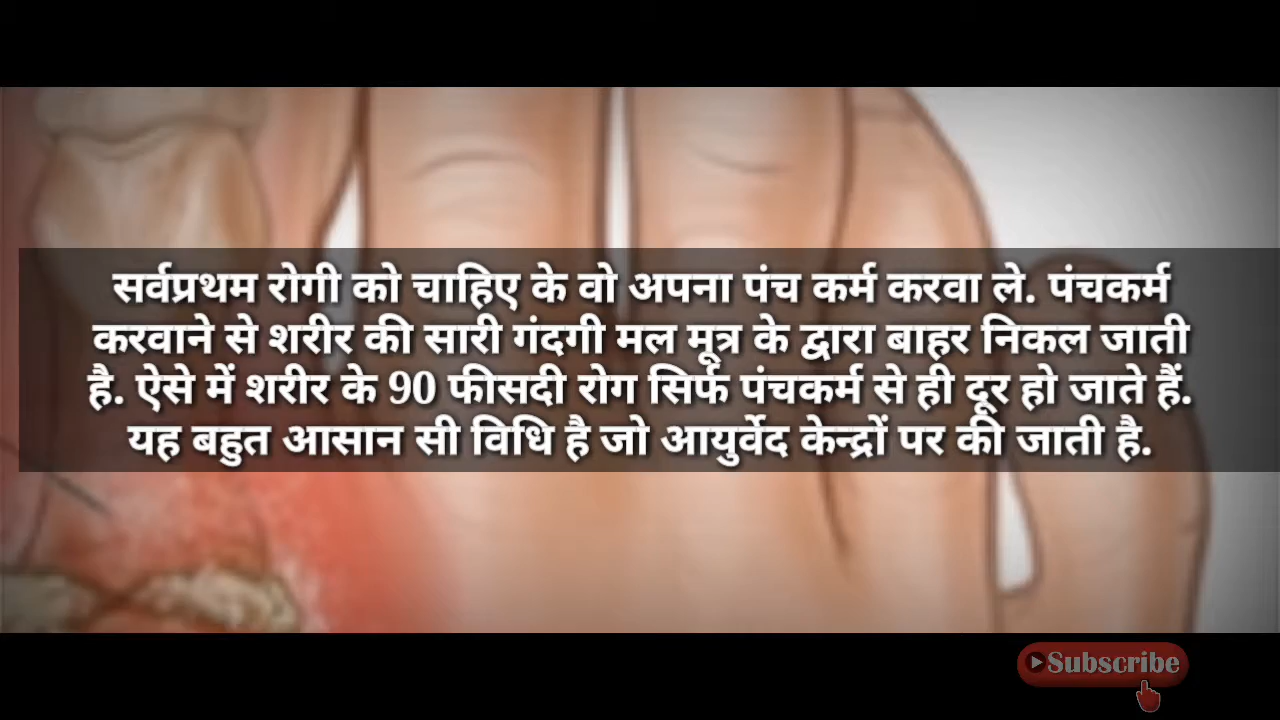 सर्वप्रथम रोगी को चाहिए के वो अपना पंच कर्म करवा ले. पंचकर्म
करवाने से शरीर की सारी गंदगी मल मूत्र के द्वारा बाहर निकल जाती
है. ऐसे में शरीर के 90 फीसदी रोग सिर्फ पंचकर्म से ही दूर हो जाते हैं.
यह बहुत आसान सी विधि है जो आयुर्वेद केन्द्रों पर की जाती है.
Subscribe